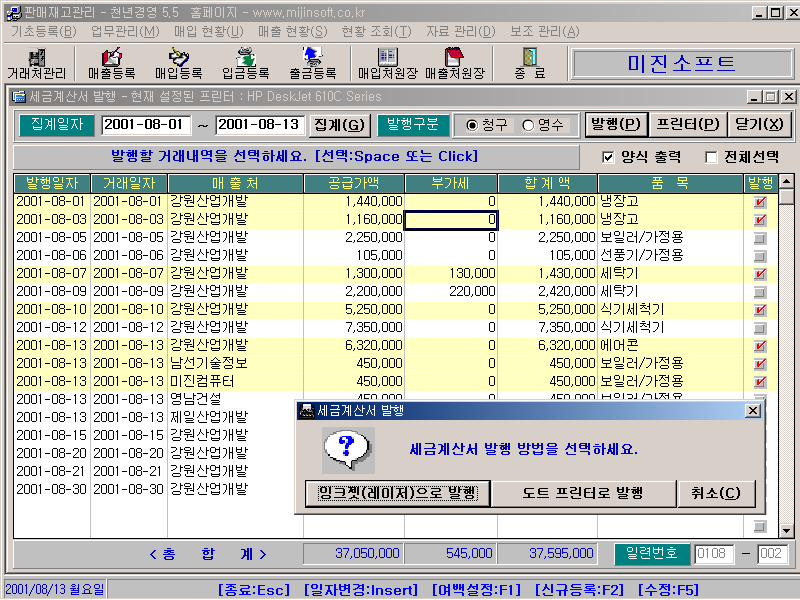 판매재고관리 - 천년경영 5.5 홈페이지 - www.mijinsoft.co.kr
기초등록(B) 업무관리(M) 매입 현황(U) 매출 현황(S) 현황 조회(T) 자료 관리(D) 보조 관리(A)
거래처관리 매출등록 매입등록 입금등록 출금등록 매입처원장 매출처원장 종 료 미진소프트
세금계산서 발행 - 현재 설정된 프린터 : HP DeskJet 610C Series
집계일자 2001-08-01 ~ 2001-08-13 집계(G) 발행구분 청구 영수 발행(P) 프린터(P) 닫기(X)
발행할 거래내역을 선택하세요. [선택:Space 또는 Click] 양식 출력 전체선택
발행일자 거래일자 매 출 처 공급가액 부가세 합 계 액 품 목 발행
2001-08-01 2001-08-01 강원산업개발 1,440,000 0 1,440,000 냉장고
2001-08-03 2001-08-03 강원산업개발 1,160,000 0 1,160,000 냉장고
2001-08-05 2001-08-05 강원산업개발 2,250,000 0 2,250,000 보일러/가정용
2001-08-06 2001-08-06 강원산업개발 105,000 0 105,000 선풍기/가정용
2001-08-07 2001-08-07 강원산업개발 1,300,000 130,000 1,430,000 세탁기
2001-08-09 2001-08-09 강원산업개발 2,200,000 220,000 2,420,000 세탁기
2001-08-10 2001-08-10 강원산업개발 5,250,000 0 5,250,000 식기세척기
2001-08-12 2001-08-12 강원산업개발 7,350,000 0 7,350,000 식기세척기
2001-08-13 2001-08-13 강원산업개발 6,320,000 0 6,320,000 에어콘
2001-08-13 2001-08-13 남선기술정보 450,000 0 450,000 보일러/가정용
2001-08-13 2001-08-13 미진컴퓨터 450,000 0 450,000 보일러/가정용
2001-08-13 2001-08-13 영남건설 450,000 0 450,000 보일러/가정용
2001-08-13 2001-08-13 제일산업개발
2001-08-15 2001-08-15 강원산업개발
2001-08-20 2001-08-20 강원산업개발
2001-08-21 2001-08-21 강원산업개발
2001-08-30 2001-08-30 강원산업개발
세금계산서 발행
세금계산서 발행 방법을 선택하세요.
잉크젯(레이저)으로 발행 도트 프린터로 발행 취소(C)
< 총 합 계 > 37,050,000 545,000 37,595,000 일련번호 0108 - 002
2001/08/13 월요일 [종료:Esc] [일자변경:Insert] [여백설정:F1] [신규등록:F2] [수정:F5]